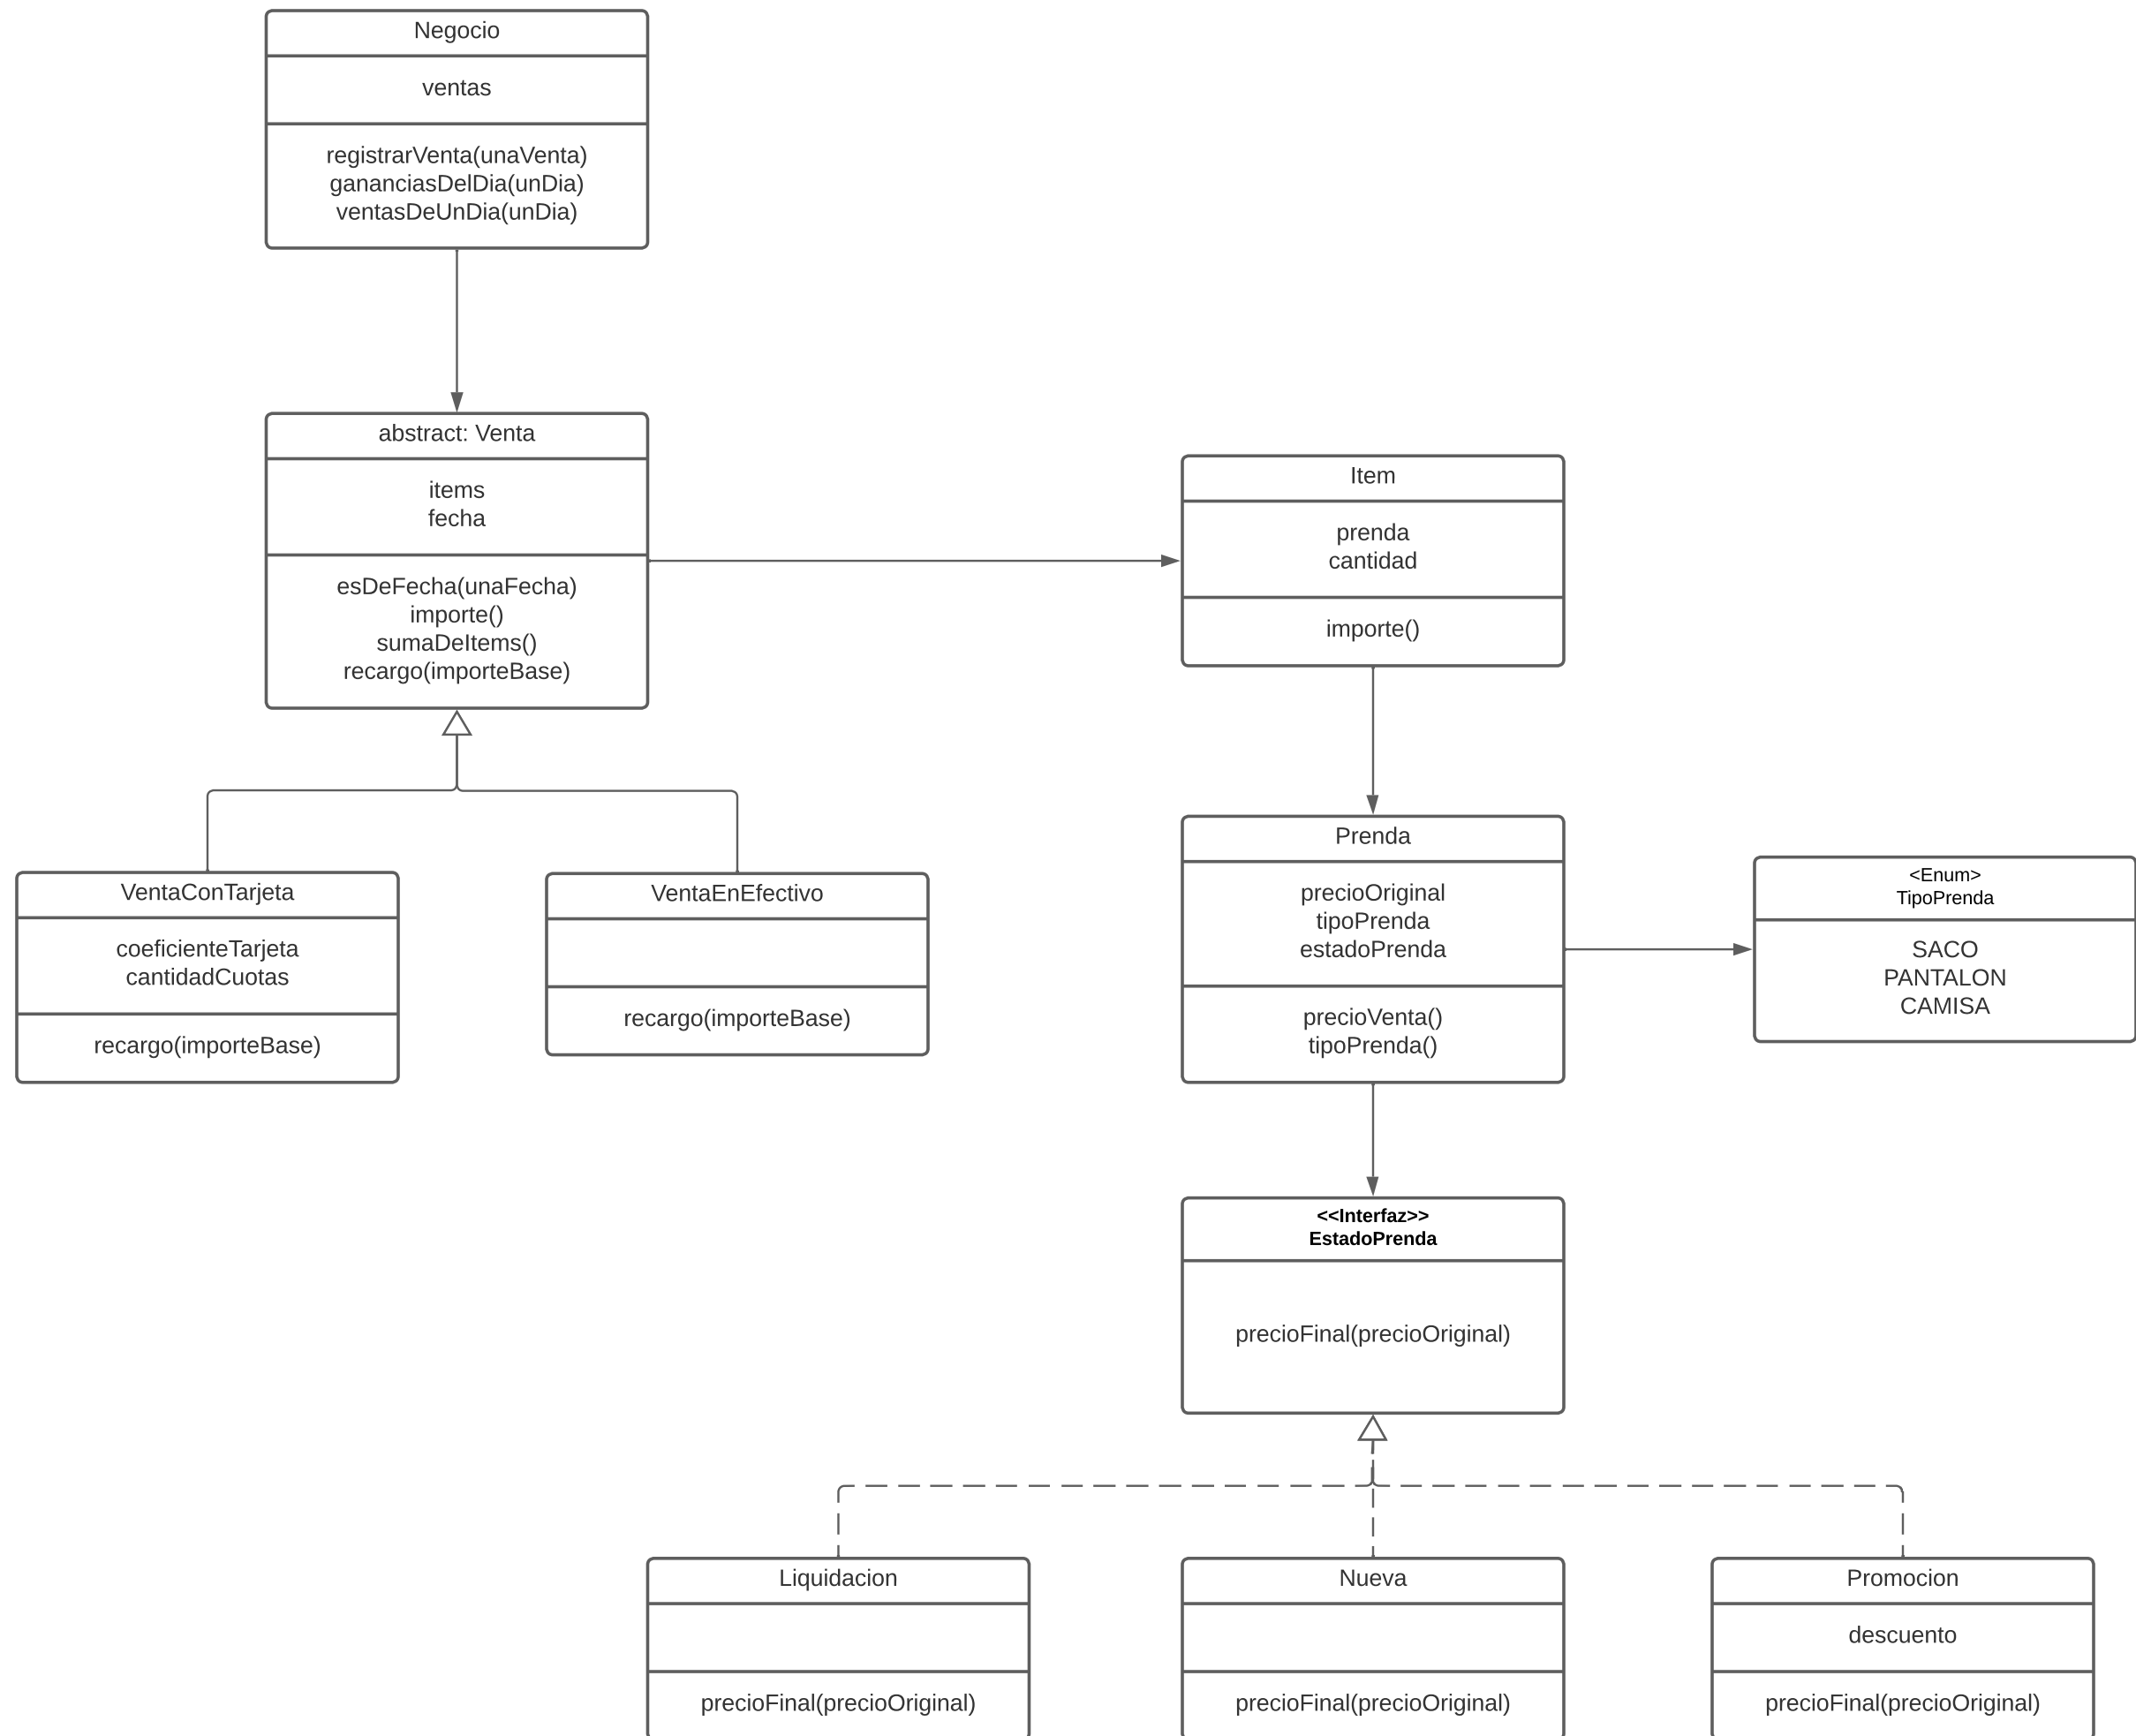 Negocio
ventas
registrarVenta(unaVenta)
gananciasDelDia(unDia)
ventasDeUnDia(unDia)
abstract: Venta
items
fecha
esDeFecha(unaFecha)
importe()
sumaDeItems()
recargo(importeBase)
Item
prenda
cantidad
importe()
VentaConTarjeta
coeficienteTarjeta
cantidadCuotas
recargo(importeBase)
VentaEnEfectivo
recargo(importeBase)
Prenda
precioOriginal
tipoPrenda
estadoPrenda
precioVenta()
tipoPrenda()
<Enum>
TipoPrenda
SACO
PANTALON
CAMISA
<<Interfaz>>
EstadoPrenda
precioFinal(precioOriginal)
Liquidacion
precioFinal(precioOriginal)
Nueva
precioFinal(precioOriginal)
Promocion
descuento
precioFinal(precioOriginal)